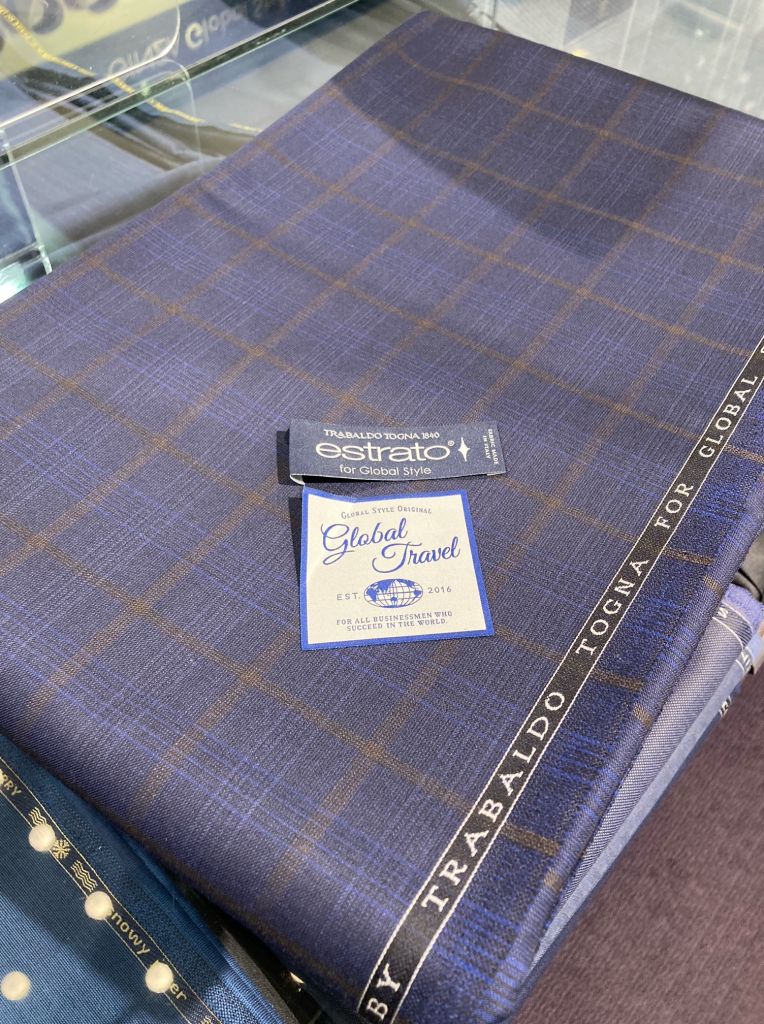 TRABALDO TOGNA 1840
estrato®
for Global Style
FABRIC MADE
IN ITALY
GLOBAL STYLE ORIGINAL
Global
Travel
EST. 2016
FOR ALL BUSINESSMEN WHO
SUCCEED IN THE WORLD.
BY TRABALDO TOGNA FOR GLOBAL